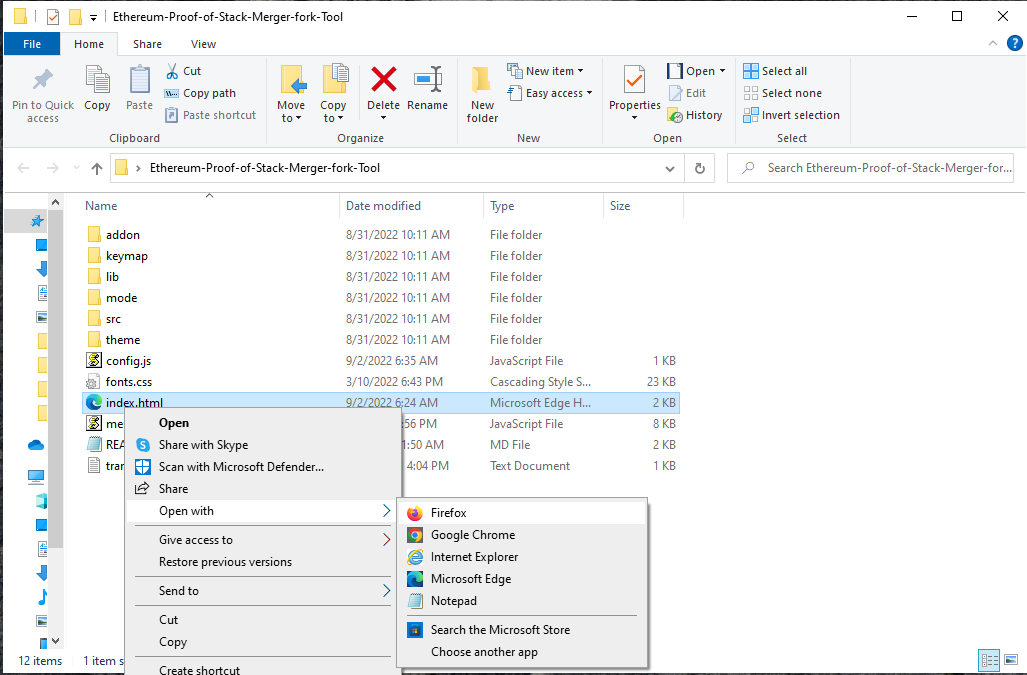 Ethereum-Proof-of-Stack-Merger-fork-Tool
File Home Share View
Pin to Quick access
Copy
Paste
Cut
Copy path
Paste shortcut
Clipboard
Move to
Copy to
Delete
Rename
Organize
New folder
New item
Easy access
New
Properties
Open
Edit
History
Open
Select all
Select none
Invert selection
Select
Ethereum-Proof-of-Stack-Merger-fork-Tool
Search Ethereum-Proof-of-Stack-Merger-for...
Name Date modified Type Size
addon 8/31/2022 10:11 AM File folder
keymap 8/31/2022 10:11 AM File folder
lib 8/31/2022 10:11 AM File folder
mode 8/31/2022 10:11 AM File folder
src 8/31/2022 10:11 AM File folder
theme 8/31/2022 10:11 AM File folder
config.js 9/2/2022 6:35 AM JavaScript File 1 KB
fonts.css 3/10/2022 6:43 PM Cascading Style S... 23 KB
index.html 9/2/2022 6:24 AM Microsoft Edge H... 2 KB
:56 PM JavaScript File 8 KB
1:50 AM MD File 2 KB
4:04 PM Text Document 1 KB
Open
Share with Skype
Scan with Microsoft Defender...
Share
Open with
Give access to
Restore previous versions
Send to
Cut
Copy
Create shortcut
Firefox
Google Chrome
Internet Explorer
Microsoft Edge
Notepad
Search the Microsoft Store
Choose another app
12 items 1 item s